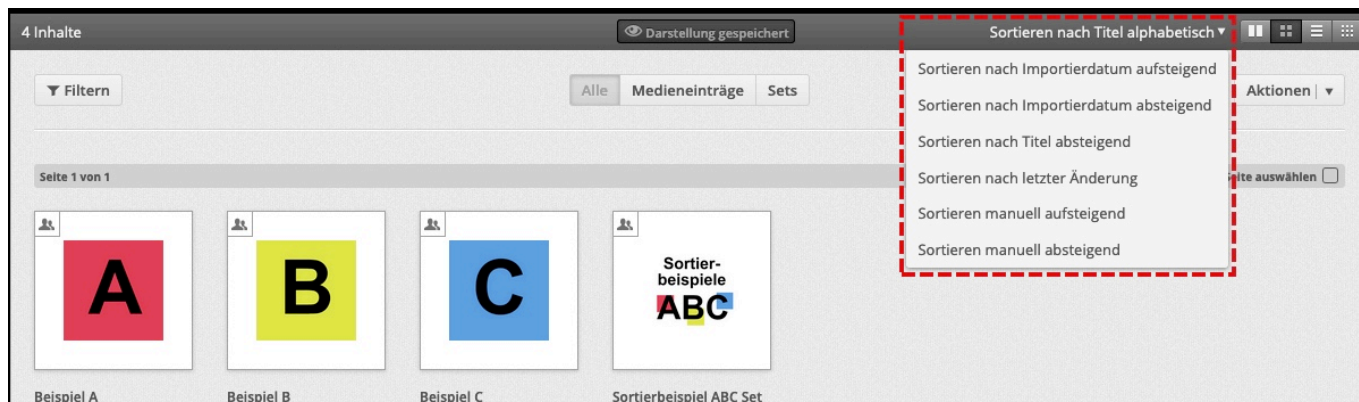 4 Inhalte
Darstellung gespeichert
Sortieren nach Titel alphabetisch
Sortieren nach Importierdatum aufsteigend
Sortieren nach Importierdatum absteigend
Sortieren nach Titel absteigend
Sortieren nach letzter Änderung
Sortieren manuell aufsteigend
Sortieren manuell absteigend
Filtern
Alle Medieneinträge Sets
Aktionen
Seite 1 von 1
Seite auswählen
A
B
C
Sortier-
beispiele
ABC
Beispiel A
Beispiel B
Beispiel C
Sortierbeispiel ABC Set